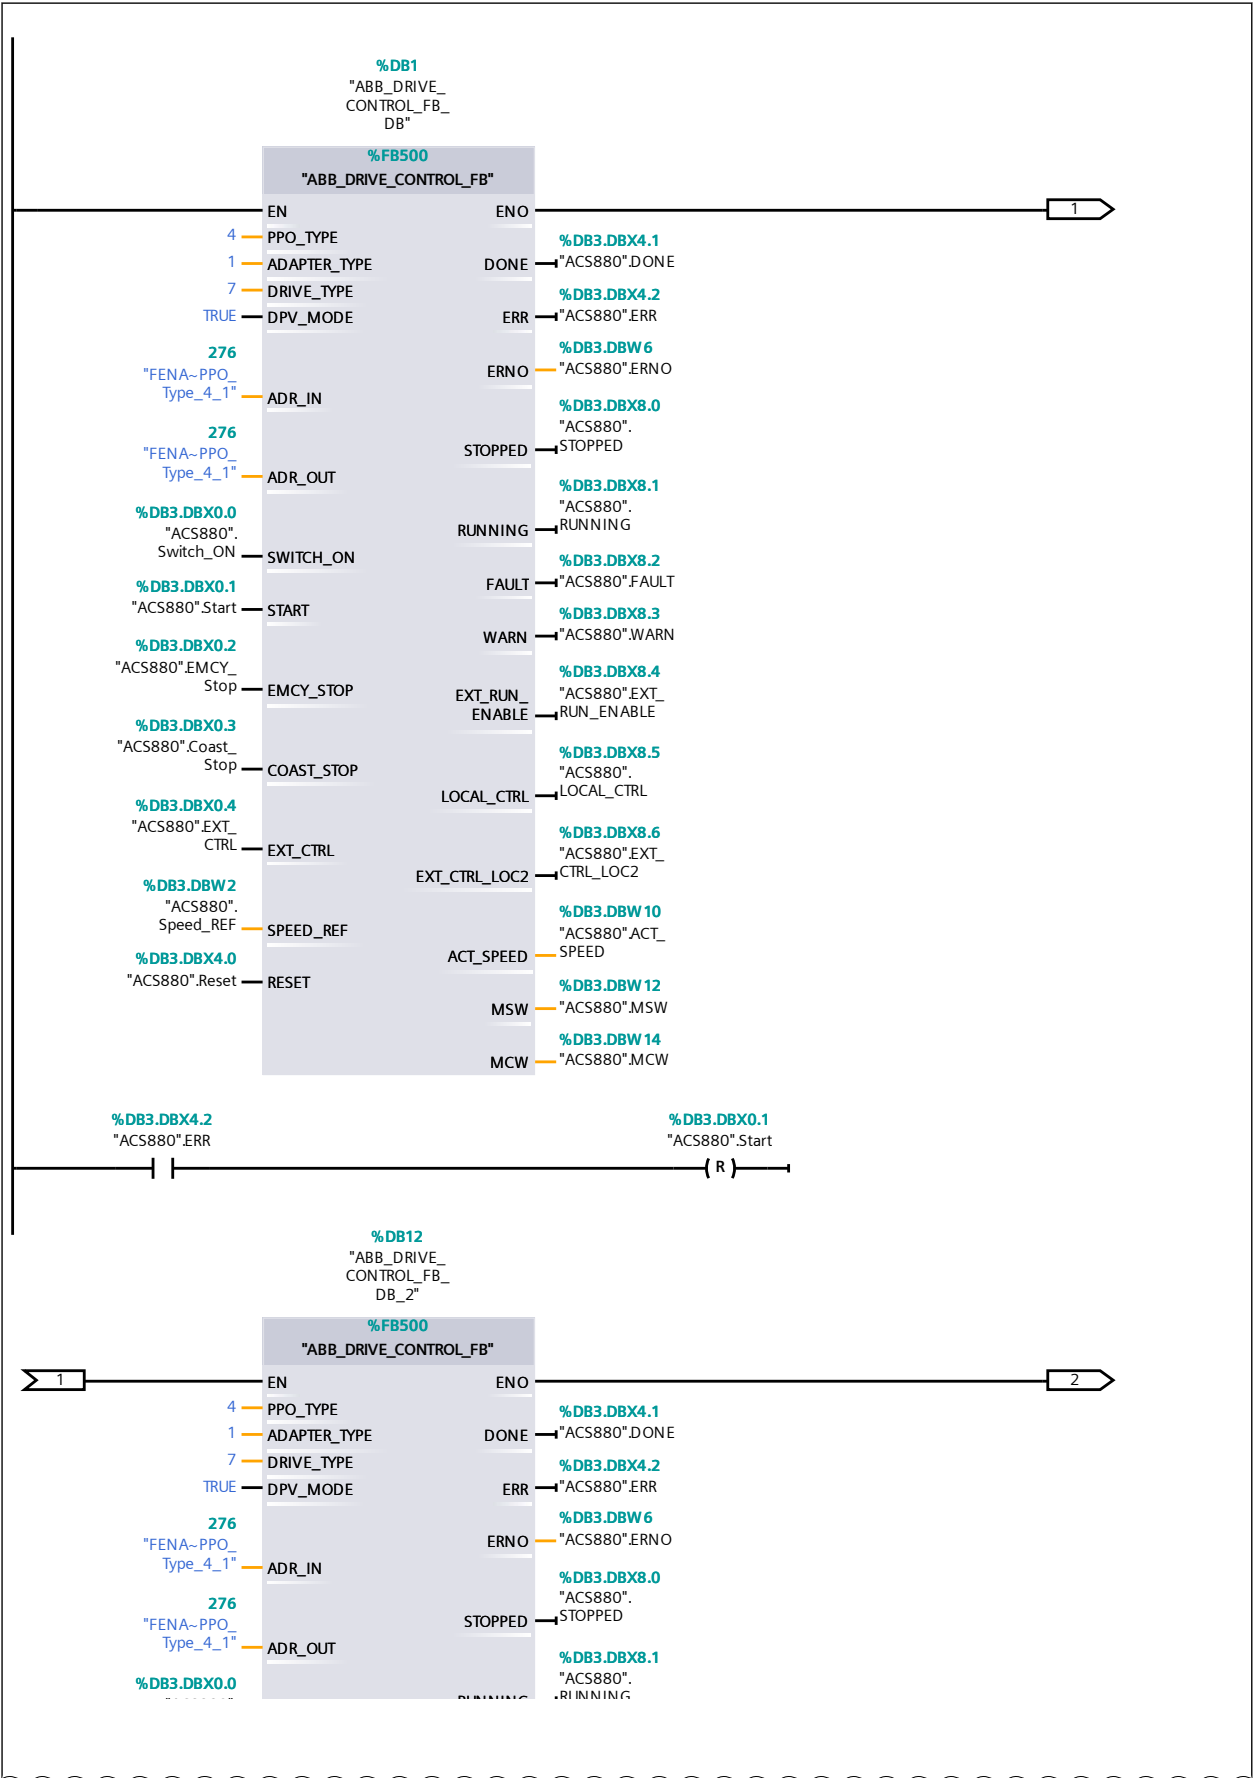 %DB1
"ABB_DRIVE_
CONTROL_FB_
DB"
%FB500
"ABB_DRIVE_CONTROL_FB"
EN
ENO
1
4
PPO_TYPE
1
ADAPTER_TYPE
7
DRIVE_TYPE
TRUE
DPV_MODE
276
"FENA~PPO_
Type_4_1"
ADR_IN
276
"FENA~PPO_
Type_4_1"
ADR_OUT
%DB3.DBX0.0
"ACS880".
Switch_ON
SWITCH_ON
%DB3.DBX0.1
"ACS880".Start
START
%DB3.DBX0.2
"ACS880".EMCY_
Stop
EMCY_STOP
%DB3.DBX0.3
"ACS880".Coast_
Stop
COAST_STOP
%DB3.DBX0.4
"ACS880".EXT_
CTRL
EXT_CTRL
%DB3.DBW2
"ACS880".
Speed_REF
SPEED_REF
%DB3.DBX4.0
"ACS880".Reset
RESET
%DB3.DBX4.1
DONE
"ACS880".DONE
%DB3.DBX4.2
ERR
"ACS880".ERR
%DB3.DBW6
ERNO
"ACS880".ERNO
%DB3.DBX8.0
"ACS880".
STOPPED
STOPPED
%DB3.DBX8.1
"ACS880".
RUNNING
RUNNING
%DB3.DBX8.2
FAULT
"ACS880".FAULT
%DB3.DBX8.3
WARN
"ACS880".WARN
%DB3.DBX8.4
EXT_RUN_
ENABLE
"ACS880".EXT_
RUN_ENABLE
%DB3.DBX8.5
"ACS880".
LOCAL_CTRL
LOCAL_CTRL
%DB3.DBX8.6
"ACS880".EXT_
CTRL_LOC2
EXT_CTRL_LOC2
%DB3.DBW10
"ACS880".ACT_
SPEED
ACT_SPEED
%DB3.DBW12
MSW
"ACS880".MSW
%DB3.DBW14
MCW
"ACS880".MCW
%DB3.DBX4.2
"ACS880".ERR
%DB3.DBX0.1
"ACS880".Start
R
%DB12
"ABB_DRIVE_
CONTROL_FB_
DB_2"
%FB500
"ABB_DRIVE_CONTROL_FB"
1
EN
ENO
2
4
PPO_TYPE
1
ADAPTER_TYPE
7
DRIVE_TYPE
TRUE
DPV_MODE
276
"FENA~PPO_
Type_4_1"
ADR_IN
276
"FENA~PPO_
Type_4_1"
ADR_OUT
%DB3.DBX0.0
%DB3.DBX4.1
DONE
"ACS880".DONE
%DB3.DBX4.2
ERR
"ACS880".ERR
%DB3.DBW6
ERNO
"ACS880".ERNO
%DB3.DBX8.0
"ACS880".
STOPPED
STOPPED
%DB3.DBX8.1
"ACS880".
RUNNING
RUNNING